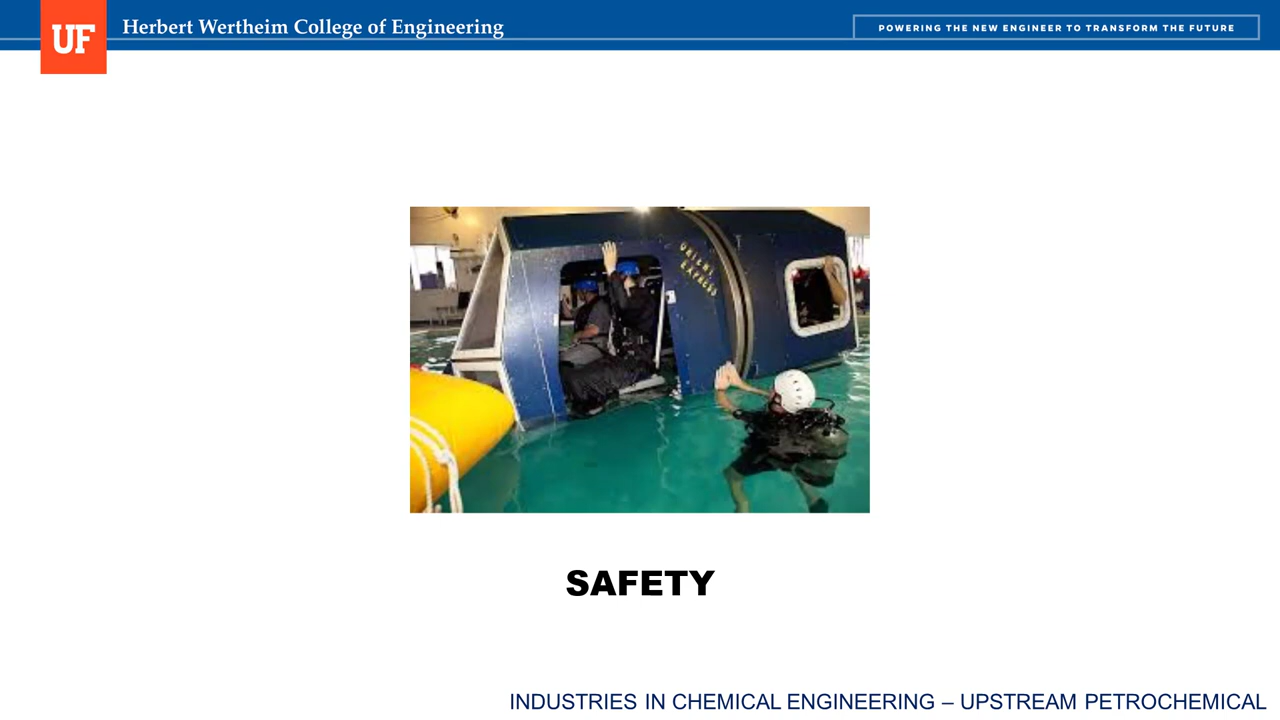 UF
Herbert Wertheim College of Engineering
POWERING THE NEW ENGINEER TO TRANSFORM THE FUTURE
EXPRESS
SAFETY
INDUSTRIES IN CHEMICAL ENGINEERING – UPSTREAM PETROCHEMICAL